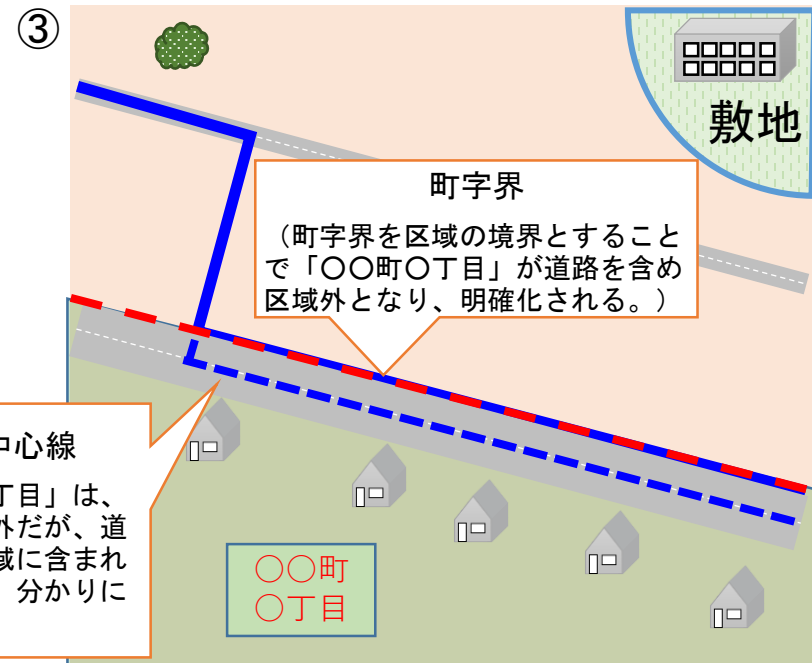 ③
敷地
町字界
（町字界を区域の境界とすること
で「〇〇町〇丁目」が道路を含め
区域外となり、明確化される。）
中心線
丁目」は、
外だが、道
域に含まれ
分かりに
〇〇町
〇丁目